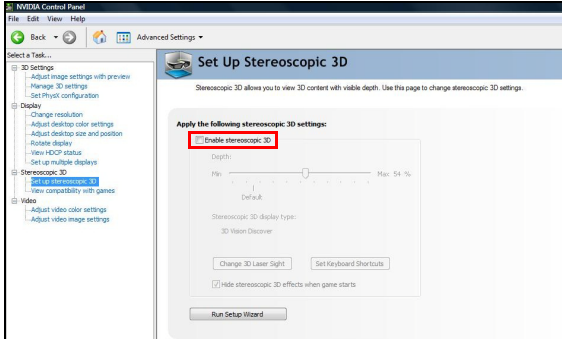 NVIDIA Control Panel
File Edit View Help
Back Advanced Settings
Select a Task...
3D Settings
Adjust image settings with preview
Manage 3D settings
Set PhysX configuration
Display
Change resolution
Adjust desktop color settings
Adjust desktop size and position
Rotate display
View HDCP status
Set up multiple displays
Stereoscopic 3D
Set up stereoscopic 3D
View compatibility with games
Video
Adjust video color settings
Adjust video image settings
Set Up Stereoscopic 3D
Stereoscopic 3D allows you to view 3D content with visible depth. Use this page to change stereoscopic 3D settings.
Apply the following stereoscopic 3D settings:
Enable stereoscopic 3D
Depth:
Min Max 54 %
Default
Stereoscopic 3D display type:
3D Vision Discover
Change 3D Laser Sight Set Keyboard Shortcuts
Hide stereoscopic 3D effects when game starts
Run Setup Wizard